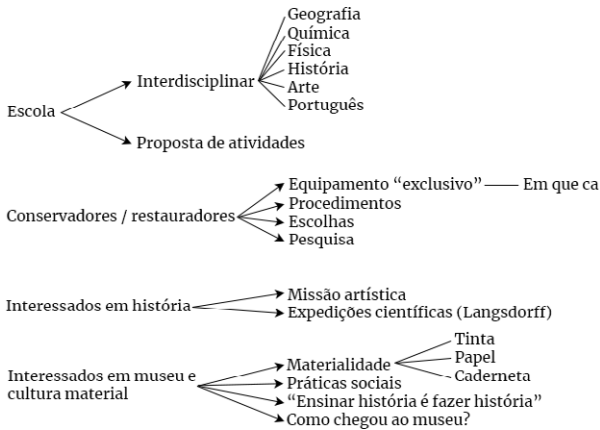 Escola
Interdisciplinar
Geografia
Química
Física
História
Arte
Português
Proposta de atividades
Conservadores / restauradores
Equipamento “exclusivo”
Em que ca
Procedimentos
Escolhas
Pesquisa
Interessados em história
Missão artística
Expedições científicas (Langsdorff)
Interessados em museu e
cultura material
Materialidade
Tinta
Papel
Caderneta
Práticas sociais
“Ensinar história é fazer história”
Como chegou ao museu?